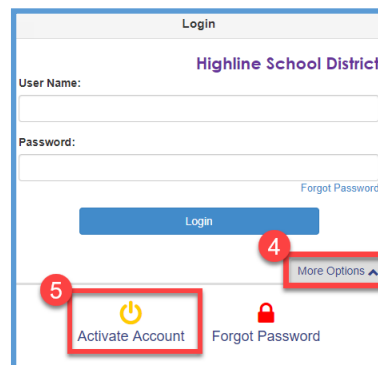 Login
Highline School District
User Name:
Password:
Forgot Password
Login
4
More Options
5
Activate Account Forgot Password